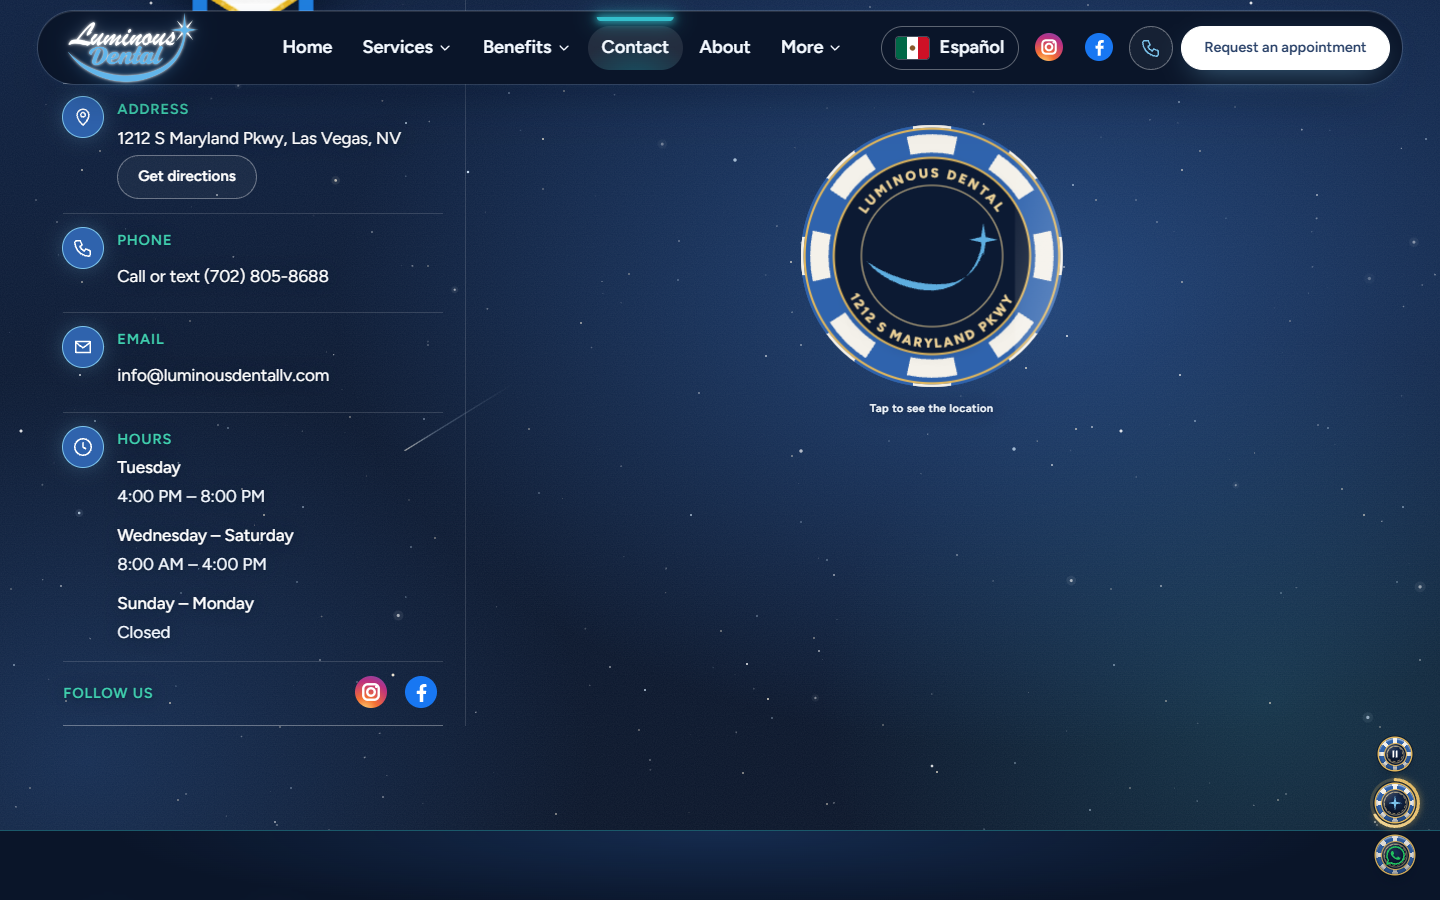 Luminous
Dental
Home
Services
Benefits
Contact
About
More
Español
Request an appointment
ADDRESS
1212 S Maryland Pkwy, Las Vegas, NV
Get directions
PHONE
Call or text (702) 805-8688
EMAIL
info@luminousdentallv.com
HOURS
Tuesday
4:00 PM – 8:00 PM
Wednesday – Saturday
8:00 AM – 4:00 PM
Sunday – Monday
Closed
FOLLOW US
LUMINOUS DENTAL
1212 S MARYLAND PKWY
Tap to see the location